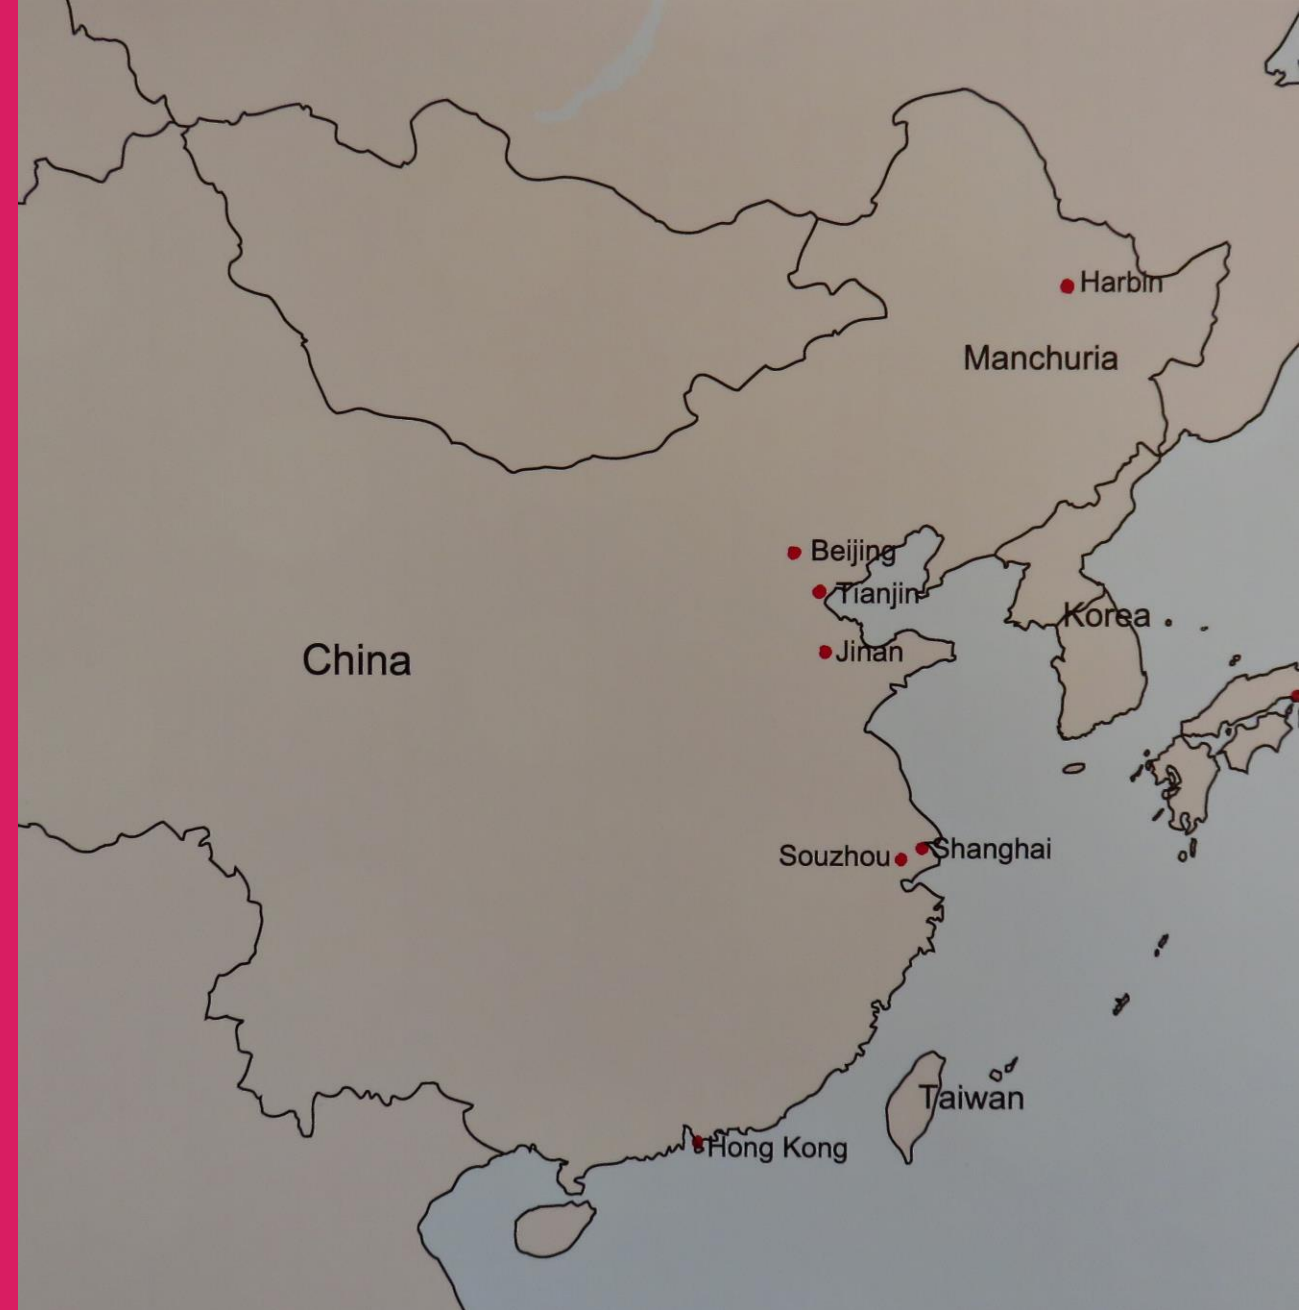 Harbin
Manchuria
Beijing
Tianjin
Korea
Jinan
China
Shanghai
Souzhou
Taiwan
Hong Kong